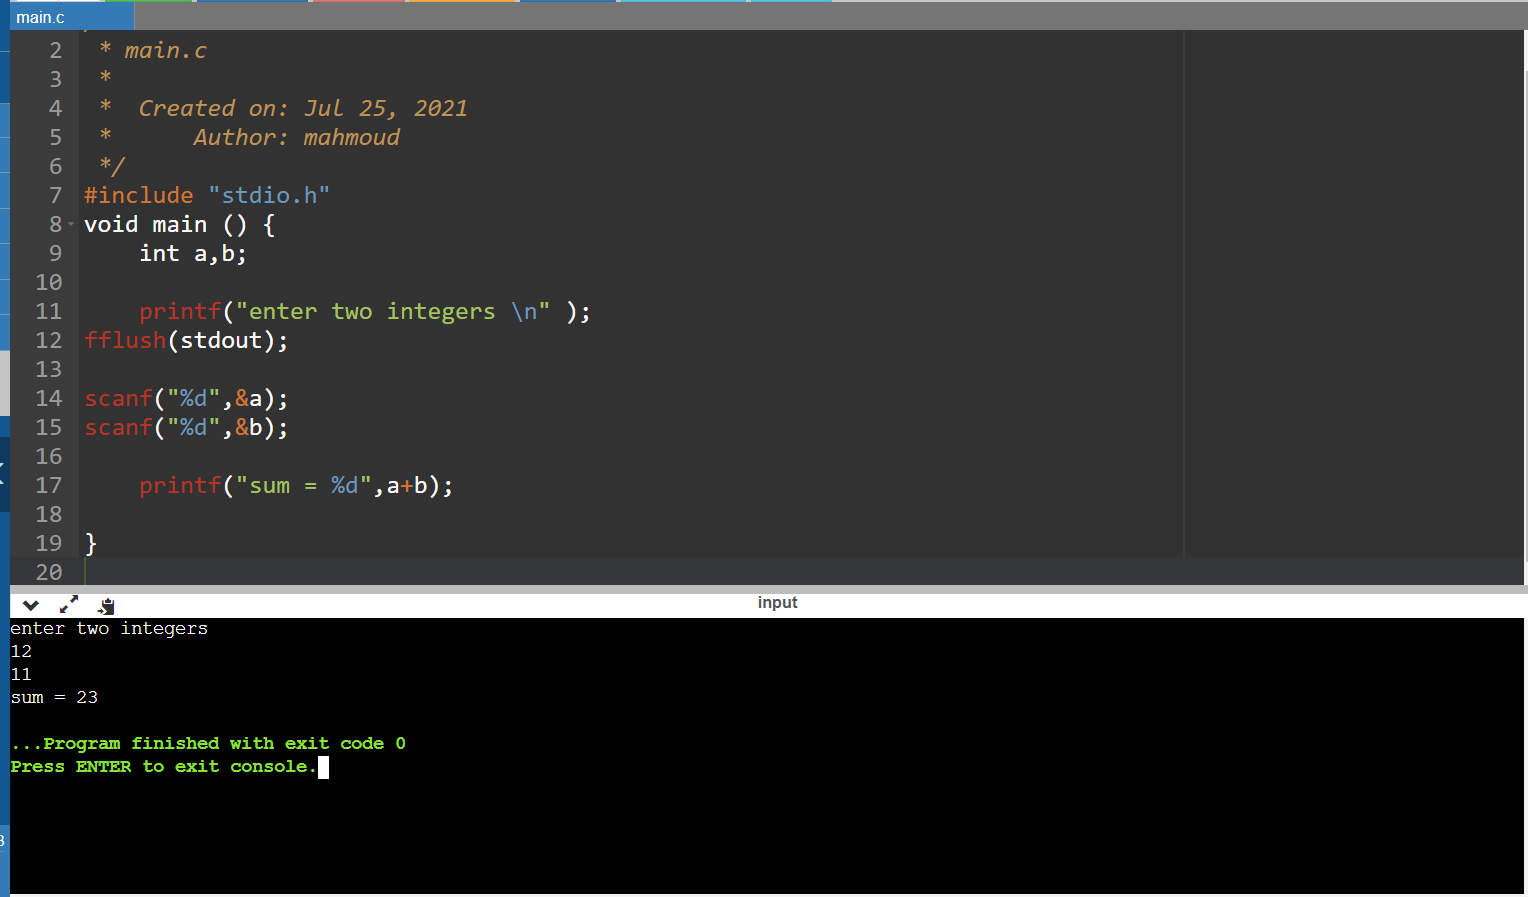 main.c
2  * main.c
3  *
4  *  Created on: Jul 25, 2021
5  *      Author: mahmoud
6  */
7 #include "stdio.h"
8 void main () {
9     int a,b;
10
11     printf("enter two integers \n" );
12 fflush(stdout);
13
14 scanf("%d",&a);
15 scanf("%d",&b);
16
17     printf("sum = %d",a+b);
18
19 }
20
input
enter two integers
12
11
sum = 23
...Program finished with exit code 0
Press ENTER to exit console.